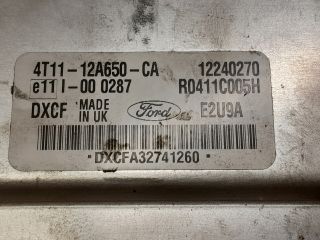 4T11-12A650-CA 12240270
e11 I-00 0287 R0411C005H
DXCF MADE IN UK Ford E2U9A
DXCFA32741260